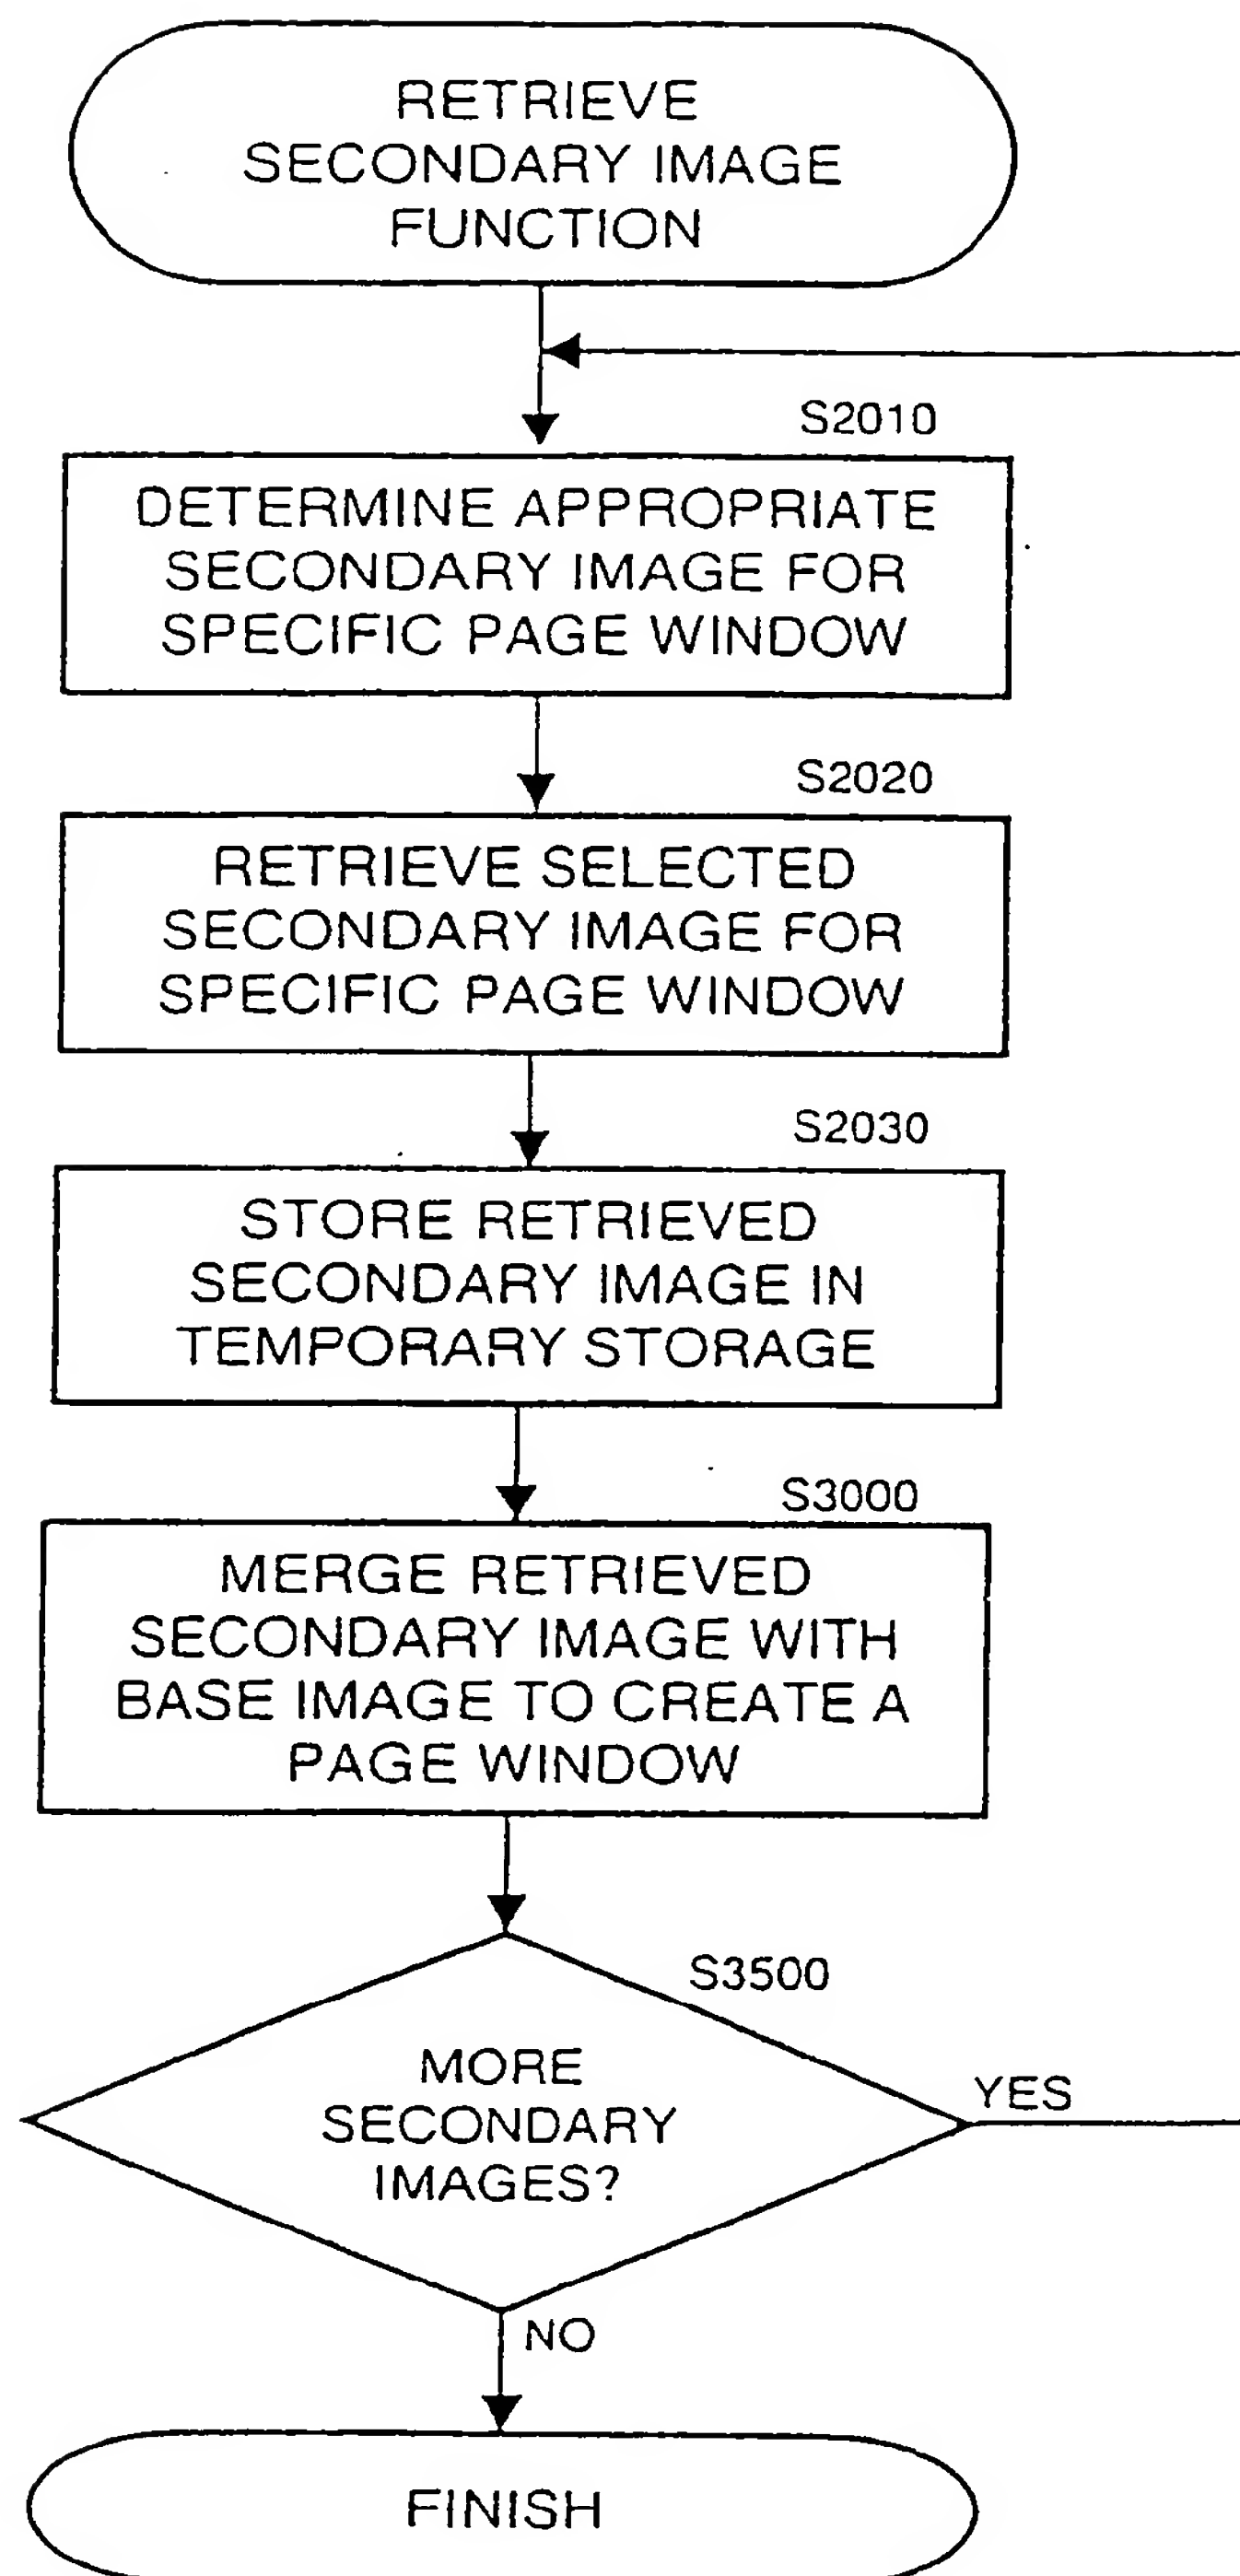 RETRIEVE
SECONDARY IMAGE
FUNCTION
S2010
DETERMINE APPROPRIATE
SECONDARY IMAGE FOR
SPECIFIC PAGE WINDOW
S2020
RETRIEVE SELECTED
SECONDARY IMAGE FOR
SPECIFIC PAGE WINDOW
S2030
STORE RETRIEVED
SECONDARY IMAGE IN
TEMPORARY STORAGE
S3000
MERGE RETRIEVED
SECONDARY IMAGE WITH
BASE IMAGE TO CREATE A
PAGE WINDOW
S3500
MORE
SECONDARY
IMAGES?
YES
NO
FINISH